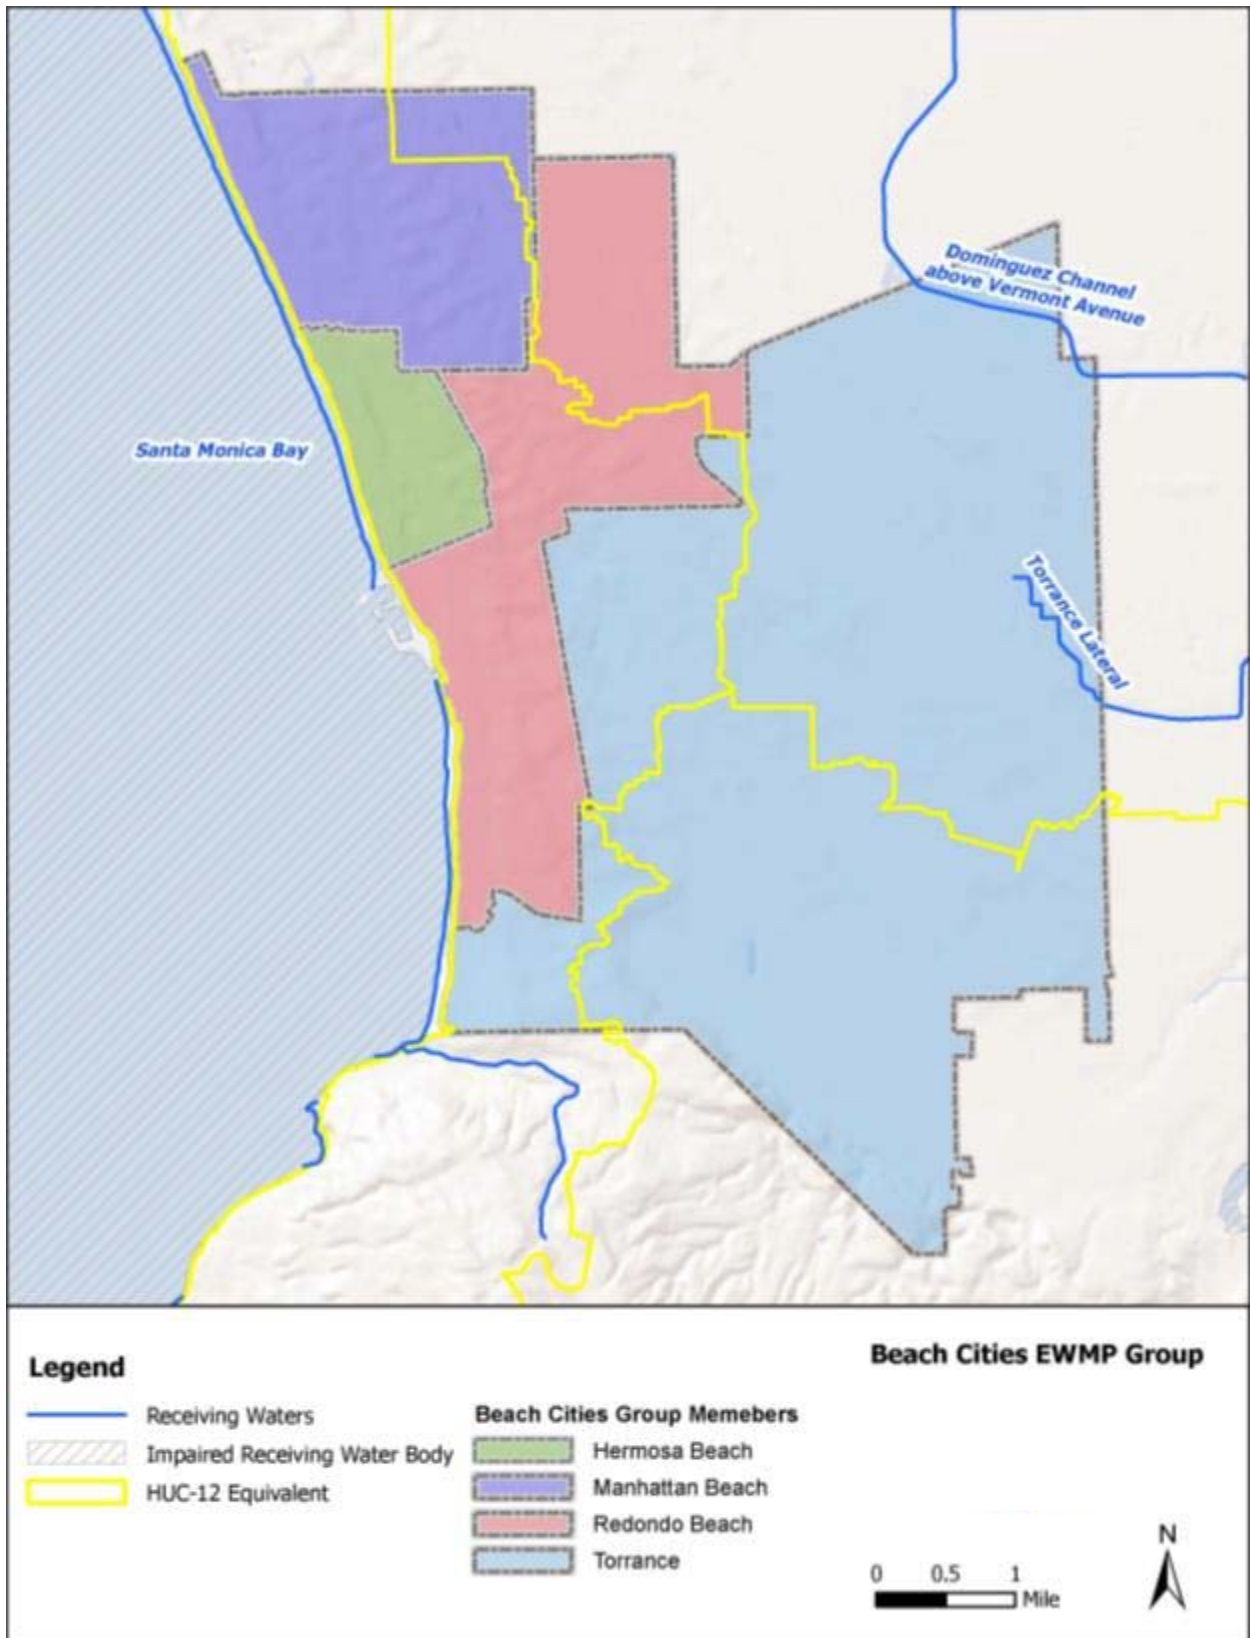 Dominguez Channel
above Vermont Avenue
Santa Monica Bay
Torrance Lateral
Legend
Receiving Waters
Impaired Receiving Water Body
HUC-12 Equivalent
Beach Cities Group Memebers
Hermosa Beach
Manhattan Beach
Redondo Beach
Torrance
Beach Cities EWMP Group
0 0.5 1
Mile
N